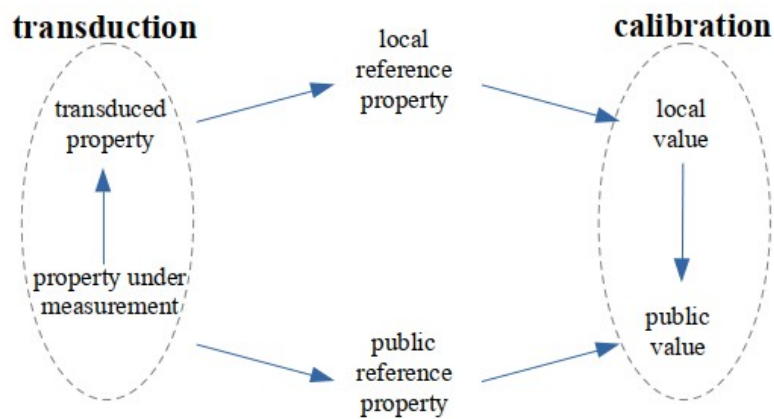 transduction
calibration
local
reference
property
transduced
property
local
value
property under
measurement
public
reference
property
public
value